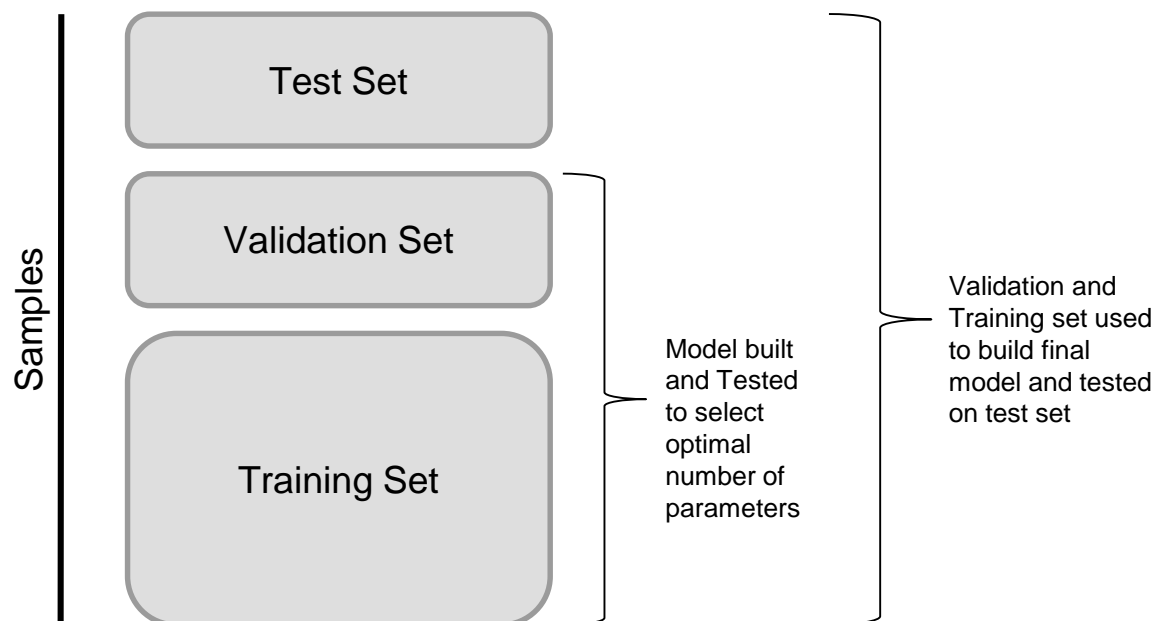 Samples
Test Set
Validation Set
Training Set
Model built
and Tested
to select
optimal
number of
parameters
Validation and
Training set used
to build final
model and tested
on test set